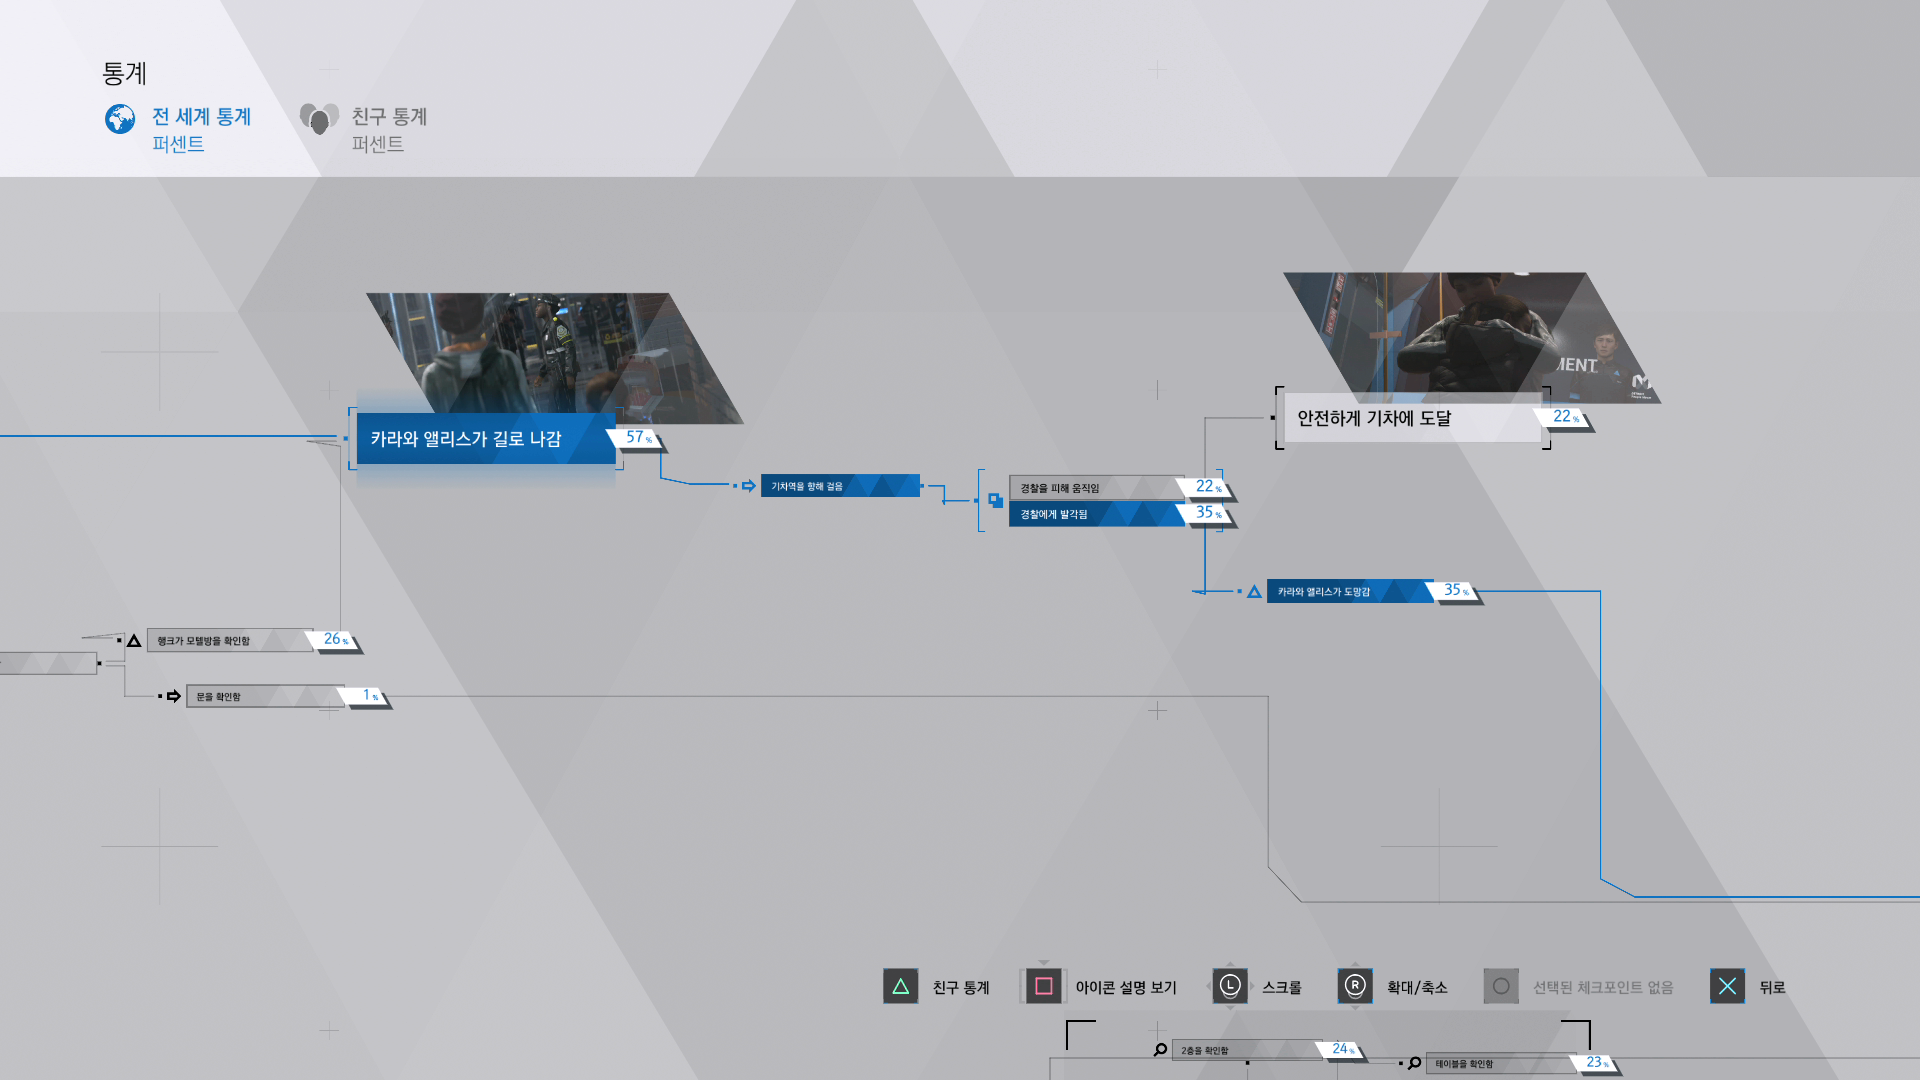 통계
전 세계 통계
퍼센트
친구 통계
퍼센트
MENT
카라와 앨리스가 길로 나감
57%
안전하게 기차에 도달
22%
기차역을 향해 걸음
경찰을 피해 움직임
22%
경찰에게 발각됨
35%
카라와 앨리스가 도망감
35%
행크가 모텔방을 확인함
26%
문을 확인함
1%
친구 통계
아이콘 설명 보기
L
스크롤
R
확대/축소
선택된 체크포인트 없음
뒤로
2층을 확인함
24%
테이블을 확인함
23%